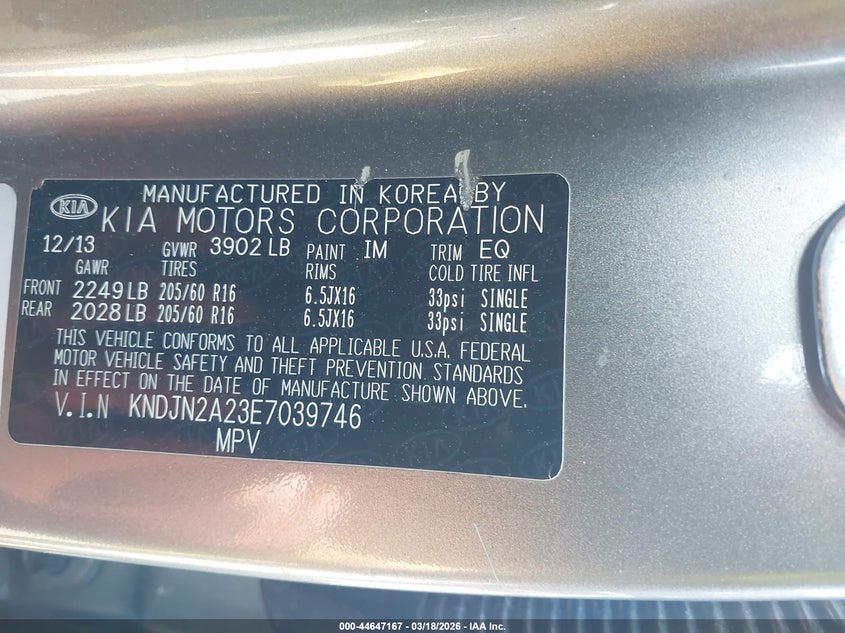 MANUFACTURED IN KOREA BY
KIA
KIA MOTORS CORPORATION
12/13 GVWR 3902 LB PAINT IM TRIM EQ
GAWR TIRES RIMS COLD TIRE INFL
FRONT 2249 LB 205/60 R16 6.5JX16 33psi SINGLE
REAR 2028 LB 205/60 R16 6.5JX16 33psi SINGLE
THIS VEHICLE CONFORMS TO ALL APPLICABLE U.S.A. FEDERAL
MOTOR VEHICLE SAFETY AND THEFT PREVENTION STANDARDS
IN EFFECT ON THE DATE OF MANUFACTURE SHOWN ABOVE.
V.I.N KNDJN2A23E7039746
MPV
000-44647167 - 03/18/2026 - IAA Inc.